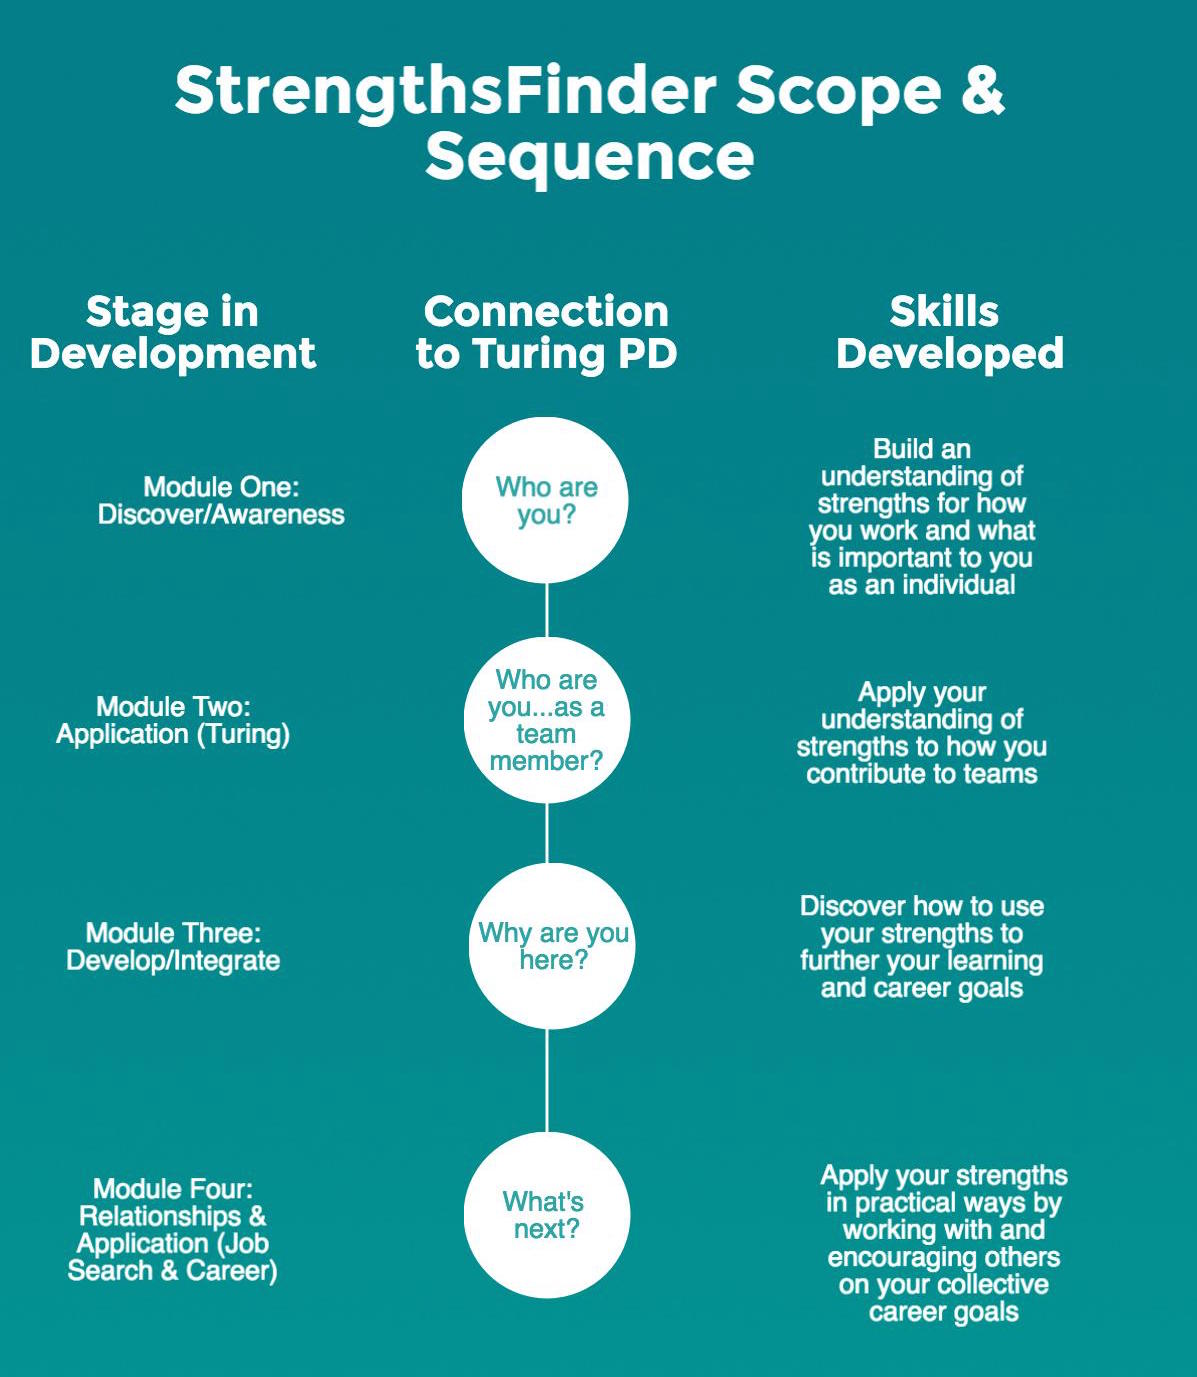 StrengthsFinder Scope &
Sequence
Stage in
Development
Connection
to Turing PD
Skills
Developed
Module One:
Discover/Awareness
Who are
you?
Build an
understanding of
strengths for how
you work and what
is important to you
as an individual
Module Two:
Application (Turing)
Who are
you...as a
team
member?
Apply your
understanding of
strengths to how you
contribute to teams
Module Three:
Develop/Integrate
Why are you
here?
Discover how to use
your strengths to
further your learning
and career goals
Module Four:
Relationships &
Application (Job
Search & Career)
What's
next?
Apply your strengths
in practical ways by
working with and
encouraging others
on your collective
career goals